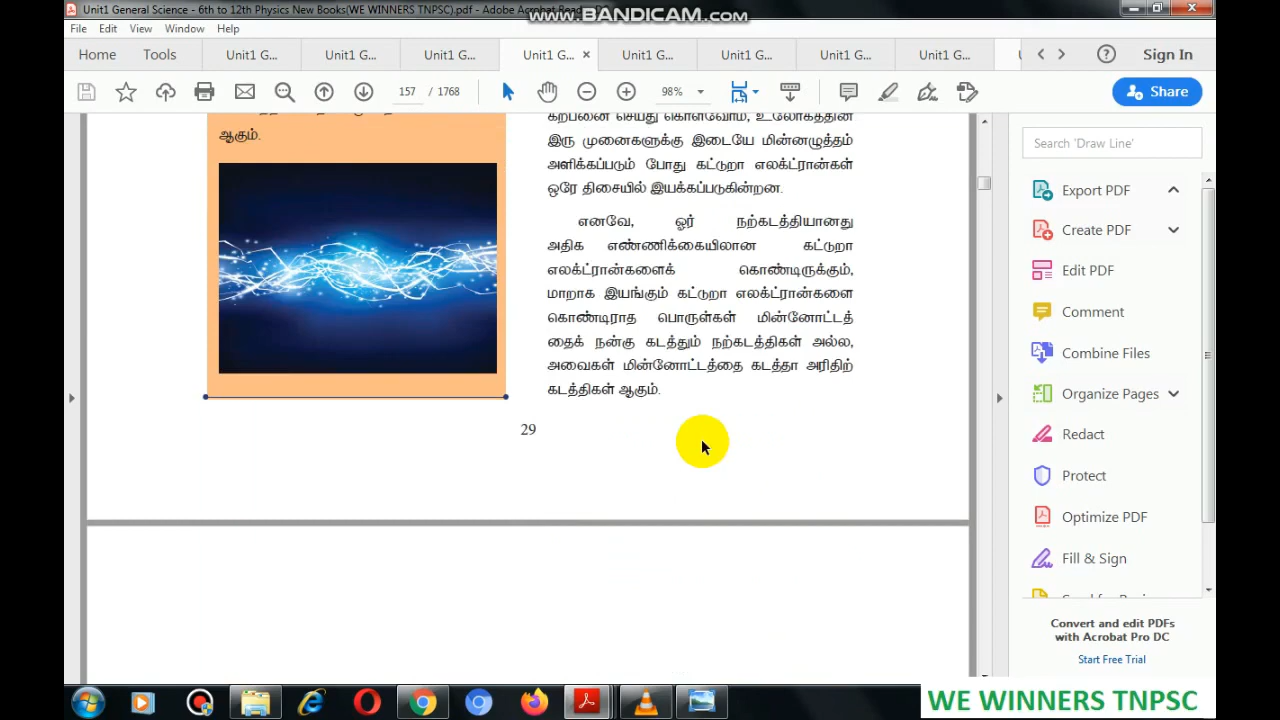 Unit1 General Science - 6th to 12th Physics New Books(WE WINNERS TNPSC).pdf - Adobe Acrobat Rea
www.BANDICAM.com
File Edit View Window Help
Home Tools Unit1 G... Unit1 G... Unit1 G... Unit1 G... × Unit1 G... Unit1 G... Unit1 G... Unit1 G... Sign In
157 / 1768 98% Share
ஆகும்.
கற்பனை செய்து கொள்வோம், உலோகத்தின்
இரு முனைகளுக்கு இடையே மின்னழுத்தம்
அளிக்கப்படும் போது கட்டுறா எலக்ட்ரான்கள்
ஒரே திசையில் இயக்கப்படுகின்றன.
எனவே, ஓர் நற்கடத்தியானது
அதிக எண்ணிக்கையிலான கட்டுறா
எலக்ட்ரான்களைக் கொண்டிருக்கும்,
மாறாக இயங்கும் கட்டுறா எலக்ட்ரான்களை
கொண்டிராத பொருள்கள் மின்னோட்டத்
தைக் நன்கு கடத்தும் நற்கடத்திகள் அல்ல,
அவைகள் மின்னோட்டத்தை கடத்தா அரிதிற்
கடத்திகள் ஆகும்.
29
Search 'Draw Line'
Export PDF
Create PDF
Edit PDF
Comment
Combine Files
Organize Pages
Redact
Protect
Optimize PDF
Fill & Sign
Convert and edit PDFs
with Acrobat Pro DC
Start Free Trial
WE WINNERS TNPSC